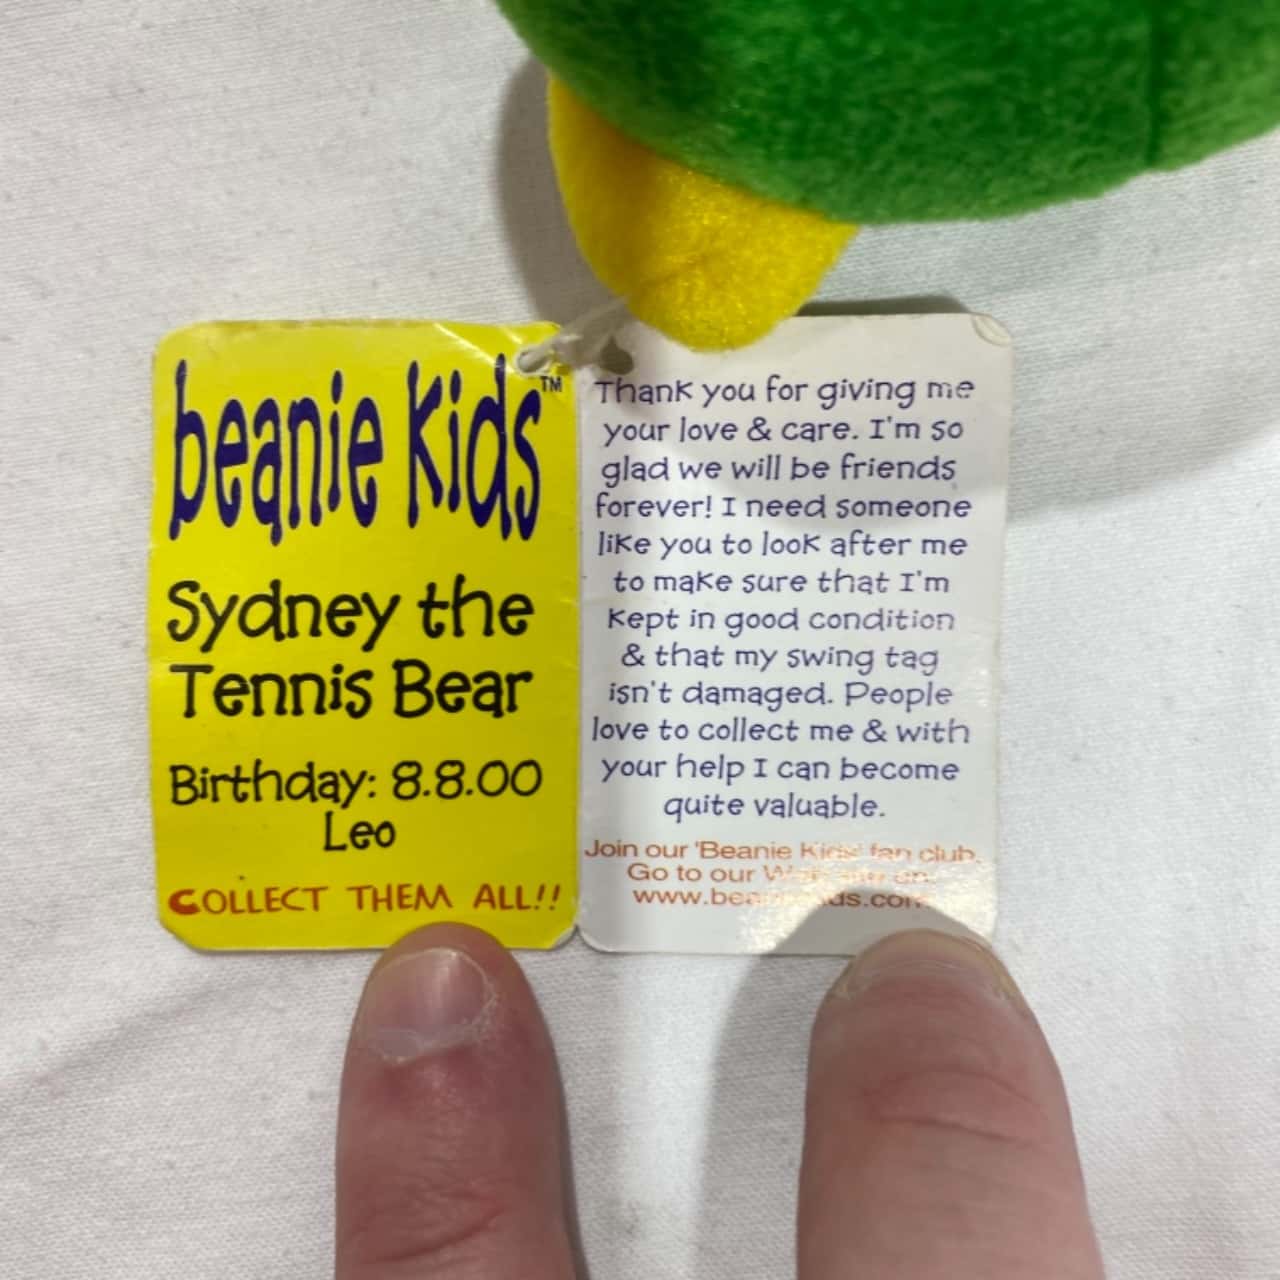 beanie Kids™
Sydney the
Tennis Bear
Birthday: 8.8.00
Leo
COLLECT THEM ALL!!
Thank you for giving me
your love & care. I'm so
glad we will be friends
forever! I need someone
like you to look after me
to make sure that I'm
kept in good condition
& that my swing tag
isn't damaged. People
love to collect me & with
your help I can become
quite valuable.
Join our 'Beanie Kids' fan club.
Go to our